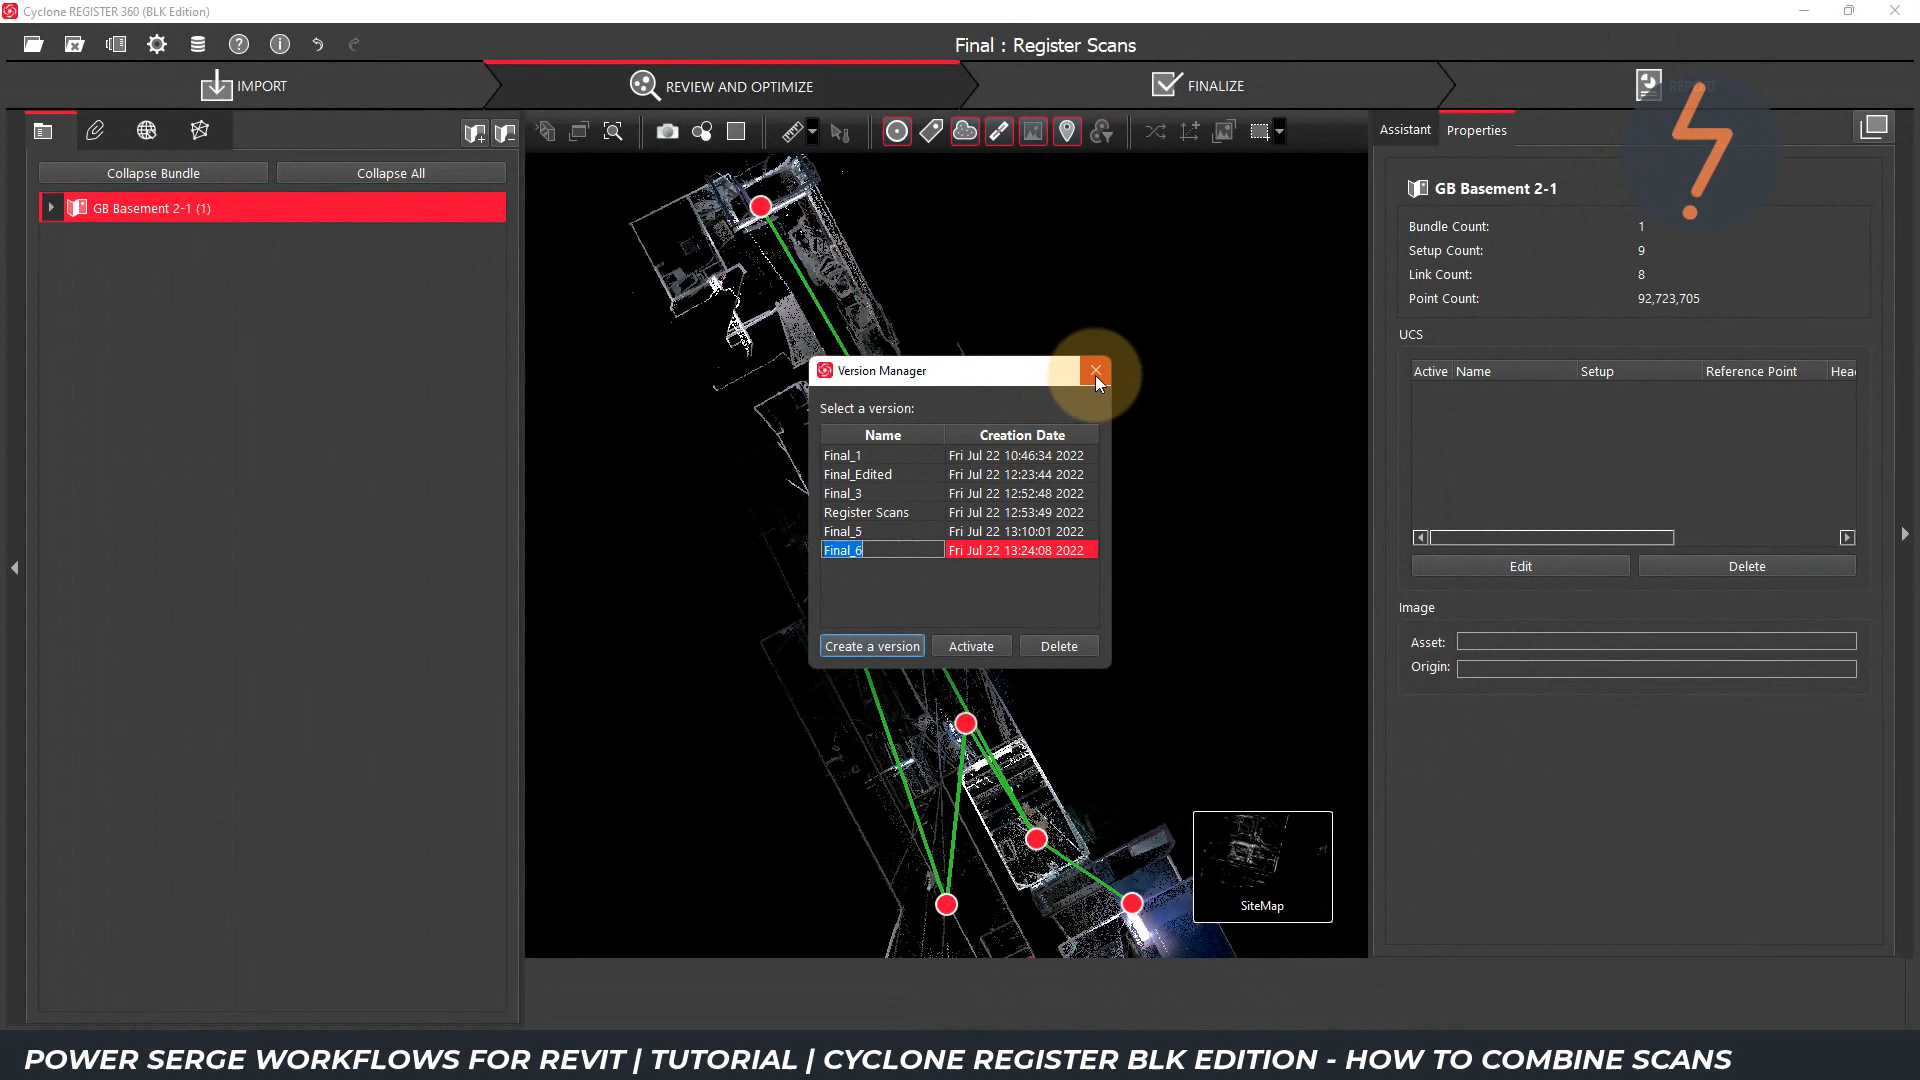 Cyclone REGISTER 360 (BLK Edition)
Final : Register Scans
IMPORT
REVIEW AND OPTIMIZE
FINALIZE
REPORT
Collapse Bundle
Collapse All
GB Basement 2-1 (1)
Version Manager
Select a version:
Name Creation Date
Final_1 Fri Jul 22 10:46:34 2022
Final_Edited Fri Jul 22 12:23:44 2022
Final_3 Fri Jul 22 12:52:48 2022
Register Scans Fri Jul 22 12:53:49 2022
Final_5 Fri Jul 22 13:10:01 2022
Final_6 Fri Jul 22 13:24:08 2022
Create a version Activate Delete
SiteMap
Assistant Properties
GB Basement 2-1
Bundle Count: 1
Setup Count: 9
Link Count: 8
Point Count: 92,723,705
UCS
Active Name Setup Reference Point Hea
Edit Delete
Image
Asset:
Origin:
POWER SERGE WORKFLOWS FOR REVIT | TUTORIAL | CYCLONE REGISTER BLK EDITION - HOW TO COMBINE SCANS